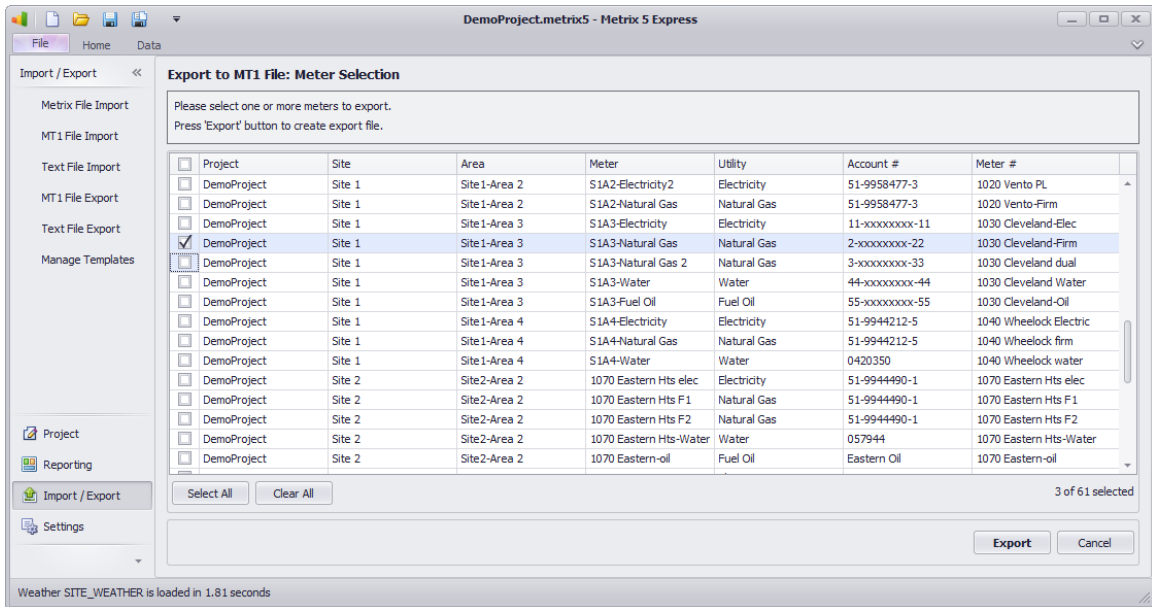 DemoProject.metrix5 - Metrix 5 Express
File Home Data
Import / Export
Metrix File Import
MT1 File Import
Text File Import
MT1 File Export
Text File Export
Manage Templates
Project
Reporting
Import / Export
Settings
Export to MT1 File: Meter Selection
Please select one or more meters to export.
Press 'Export' button to create export file.
Project Site Area Meter Utility Account # Meter #
DemoProject Site 1 Site1-Area 2 S1A2-Electricity2 Electricity 51-9958477-3 1020 Vento PL
DemoProject Site 1 Site1-Area 2 S1A2-Natural Gas Natural Gas 51-9958477-3 1020 Vento-Firm
DemoProject Site 1 Site1-Area 3 S1A3-Electricity Electricity 11-xxxxxxxx-11 1030 Cleveland-Elec
DemoProject Site 1 Site1-Area 3 S1A3-Natural Gas Natural Gas 2-xxxxxxxx-22 1030 Cleveland-Firm
DemoProject Site 1 Site1-Area 3 S1A3-Natural Gas 2 Natural Gas 3-xxxxxxxx-33 1030 Cleveland dual
DemoProject Site 1 Site1-Area 3 S1A3-Water Water 44-xxxxxxxx-44 1030 Cleveland Water
DemoProject Site 1 Site1-Area 3 S1A3-Fuel Oil Fuel Oil 55-xxxxxxxx-55 1030 Cleveland-Oil
DemoProject Site 1 Site1-Area 4 S1A4-Electricity Electricity 51-9944212-5 1040 Wheelock Electric
DemoProject Site 1 Site1-Area 4 S1A4-Natural Gas Natural Gas 51-9944212-5 1040 Wheelock firm
DemoProject Site 1 Site1-Area 4 S1A4-Water Water 0420350 1040 Wheelock water
DemoProject Site 2 Site2-Area 2 1070 Eastern Hts elec Electricity 51-9944490-1 1070 Eastern Hts elec
DemoProject Site 2 Site2-Area 2 1070 Eastern Hts F1 Natural Gas 51-9944490-1 1070 Eastern Hts F1
DemoProject Site 2 Site2-Area 2 1070 Eastern Hts F2 Natural Gas 51-9944490-1 1070 Eastern Hts F2
DemoProject Site 2 Site2-Area 2 1070 Eastern Hts-Water Water 057944 1070 Eastern Hts-Water
DemoProject Site 2 Site2-Area 2 1070 Eastern-oil Fuel Oil Eastern Oil 1070 Eastern-oil
Select All Clear All 3 of 61 selected
Export Cancel
Weather SITE_WEATHER is loaded in 1.81 seconds